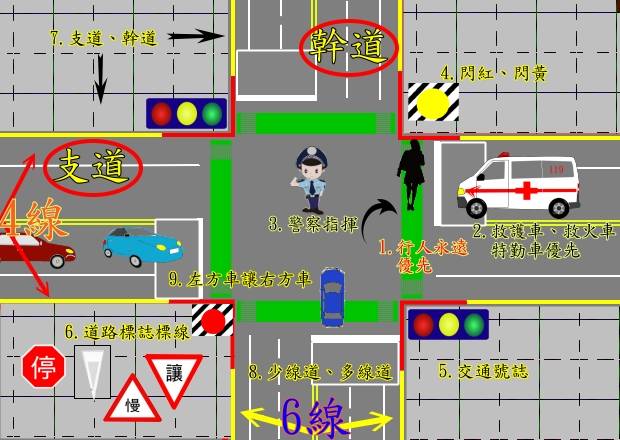 7.支道、幹道
幹道
4.閃紅、閃黃
支道
4線
3.警察指揮
119
1.行人永遠
優先
2.救護車、救火車
特勤車優先
9.左方車讓右方車
6.道路標誌標線
停
慢
讓
8.少線道、多線道
6線
5.交通號誌